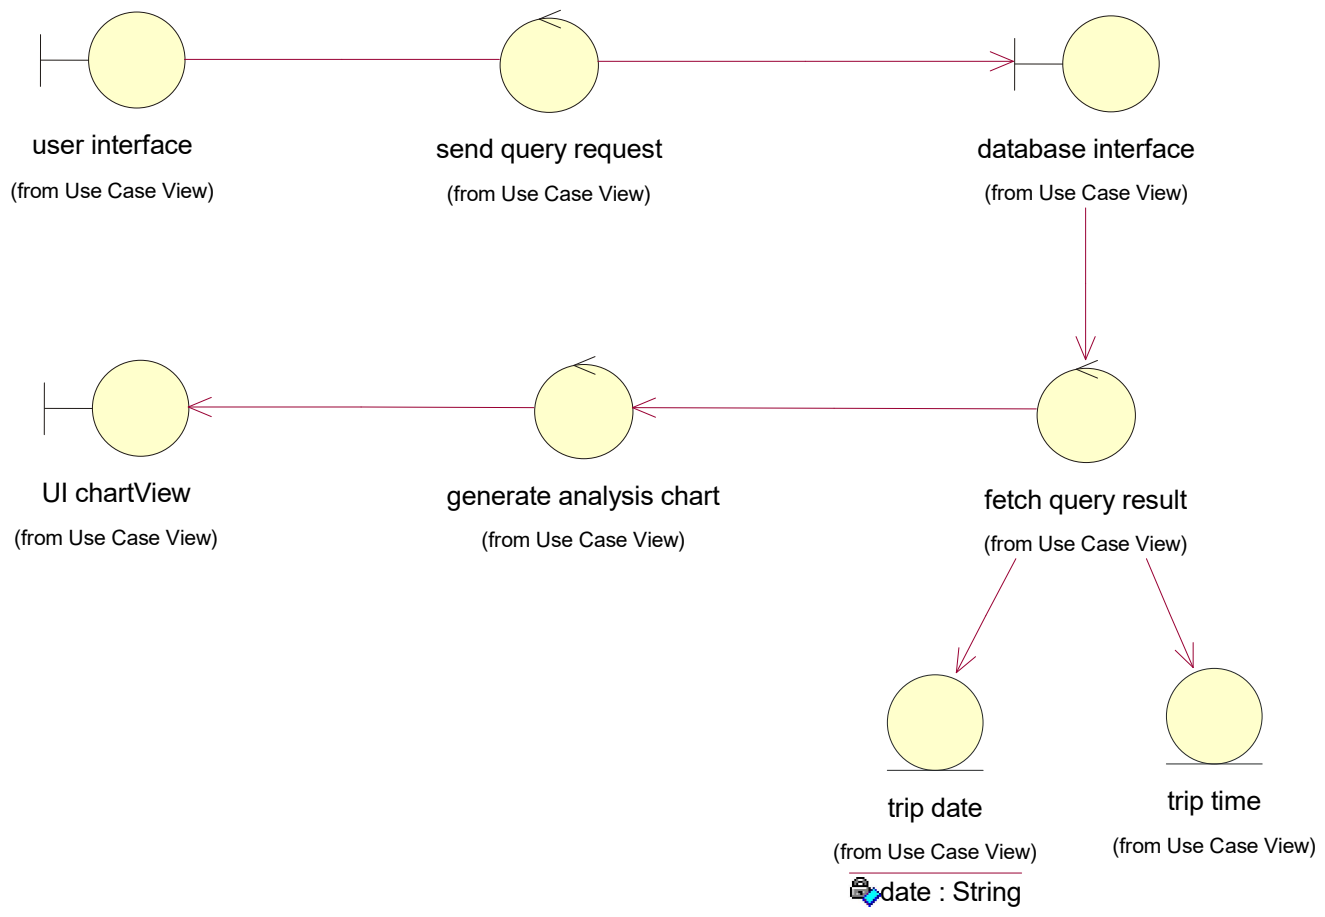 user interface
(from Use Case View)
send query request
(from Use Case View)
database interface
(from Use Case View)
UI chartView
(from Use Case View)
generate analysis chart
(from Use Case View)
fetch query result
(from Use Case View)
trip date
(from Use Case View)
date : String
trip time
(from Use Case View)